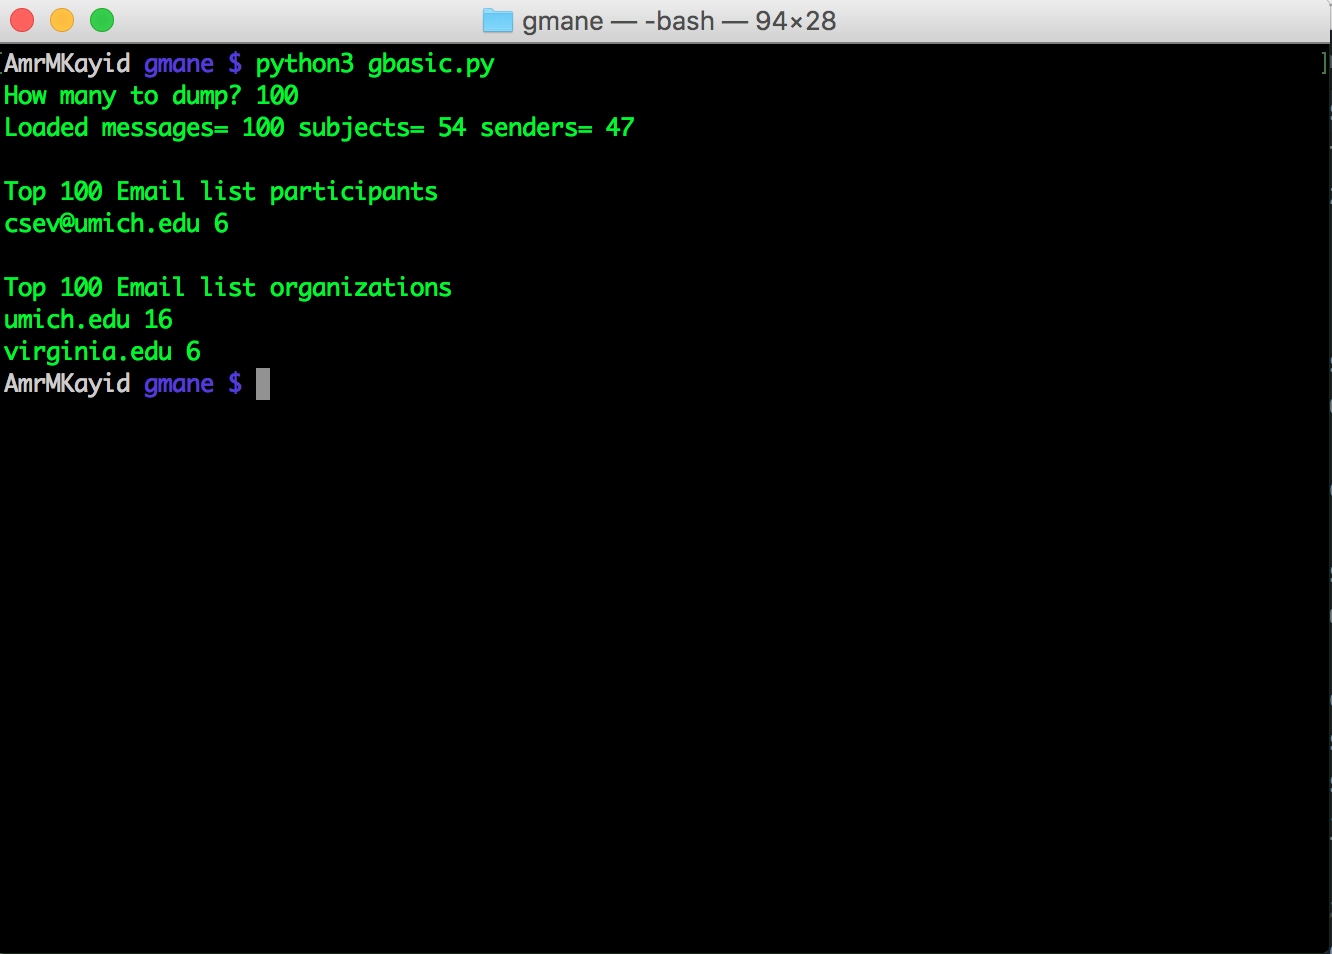 gmane — -bash — 94×28
AmrMKayid gmane $ python3 gbasic.py
How many to dump? 100
Loaded messages= 100 subjects= 54 senders= 47
Top 100 Email list participants
csev@umich.edu 6
Top 100 Email list organizations
umich.edu 16
virginia.edu 6
AmrMKayid gmane $